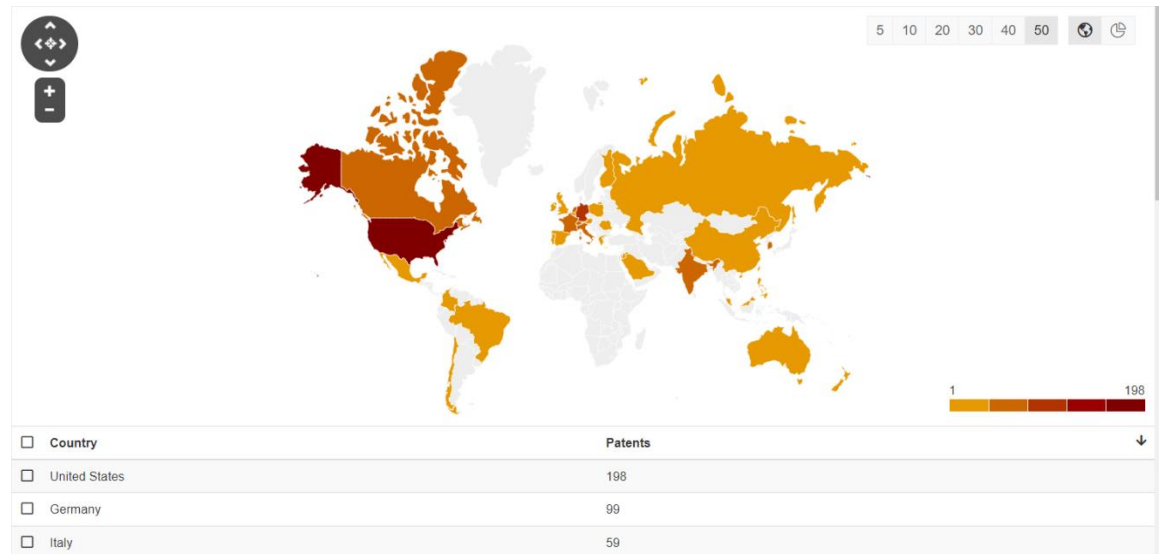 5 10 20 30 40 50
1 198
Country Patents
United States 198
Germany 99
Italy 59